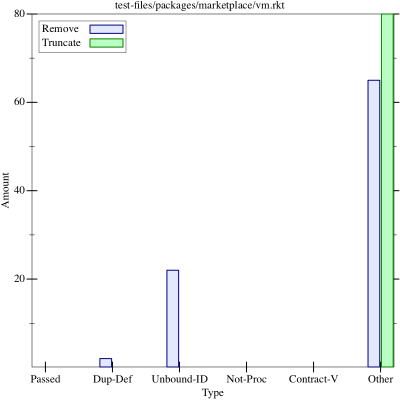 test-files/packages/marketplace/vm.rkt
80
Remove
Truncate
60
40
20
Amount
Passed Dup-Def Unbound-ID Not-Proc Contract-V Other
Type